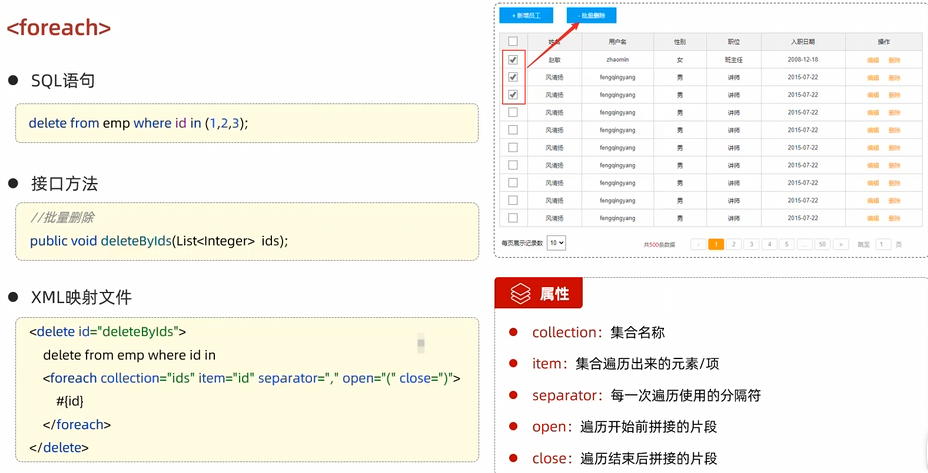 <foreach>
SQL语句
delete from emp where id in (1,2,3);
接口方法
//批量删除
public void deleteByIds(List<Integer> ids);
XML映射文件
<delete id="deleteByIds">
delete from emp where id in
<foreach collection="ids" item="id" separator="," open="(" close=")">
#{id}
</foreach>
</delete>
+ 新增员工 - 批量删除
姓名 用户名 性别 职位 入职日期 操作
赵敏 zhaomin 女 班主任 2008-12-18 编辑 删除
风清扬 fengqingyang 男 讲师 2015-07-22 编辑 删除
风清扬 fengqingyang 男 讲师 2015-07-22 编辑 删除
风清扬 fengqingyang 男 讲师 2015-07-22 编辑 删除
风清扬 fengqingyang 男 讲师 2015-07-22 编辑 删除
风清扬 fengqingyang 男 讲师 2015-07-22 编辑 删除
风清扬 fengqingyang 男 讲师 2015-07-22 编辑 删除
风清扬 fengqingyang 男 讲师 2015-07-22 编辑 删除
风清扬 fengqingyang 男 讲师 2015-07-22 编辑 删除
风清扬 fengqingyang 男 讲师 2015-07-22 编辑 删除
每页展示记录数 10 共500条数据 < 1 2 3 4 5 ... 50 > 跳至 1 页
属性
collection：集合名称
item：集合遍历出来的元素/项
separator：每一次遍历使用的分隔符
open：遍历开始前拼接的片段
close：遍历结束后拼接的片段